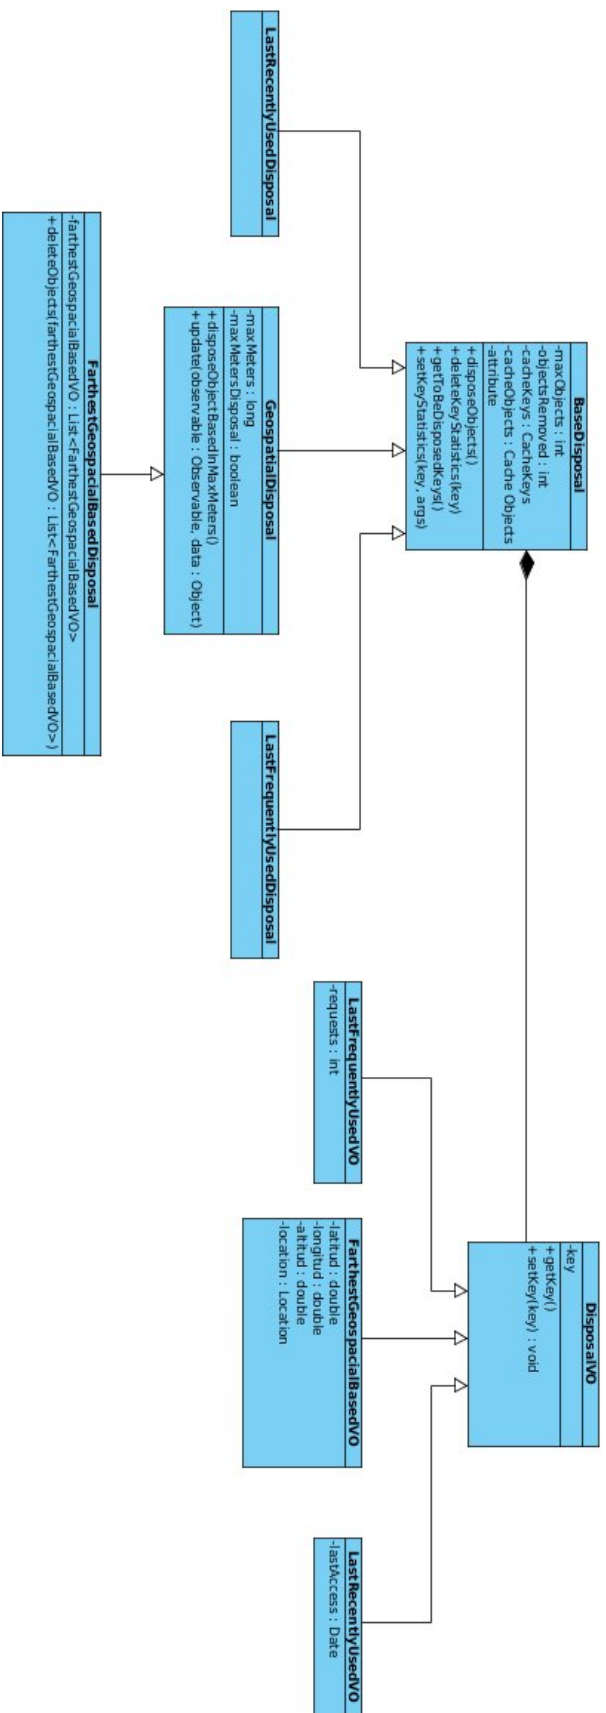 BaseDisposal
-maxObjects : int
-objectsRemoved : int
-cacheKeys : CacheKeys
-cacheObjects : Cache Objects
-attribute
+disposeObjects()
+deleteKeyStatistics(key)
+getToBeDisposedKeys()
+setKeyStatistics(key, args)
DisposalVO
-key
+getKey()
+setKey(key) : void
LastRecentlyUsedDisposal
GeospatialDisposal
-maxMeters : long
-maxMetersDisposal : boolean
+disposeObjectBasedInMaxMeters()
+update(observable : Observable, data : Object)
LastFrequentlyUsedDisposal
LastFrequentlyUsedVO
-requests : int
FarthestGeospacialBasedVO
-latitud : double
-longitud : double
-altitud : double
-location : Location
LastRecentlyUsedVO
-lastAccess : Date
FarthestGeospacialBasedDisposal
-farthestGeospacialBasedVO : List<FarthestGeospacialBasedVO>
+deleteObjects(farthestGeospacialBasedVO : List<FarthestGeospacialBasedVO>)